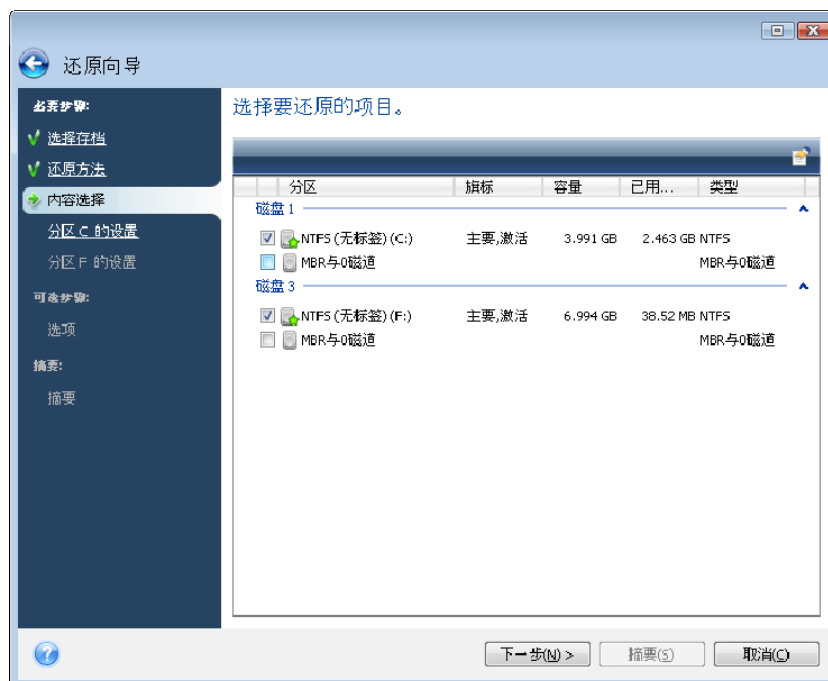 还原向导
必要步骤:
选择存档
还原方法
内容选择
分区 C 的设置
分区 F 的设置
可选步骤:
选项
摘要:
摘要
选择要还原的项目。
分区 旗标 容量 已用... 类型
磁盘 1
NTFS (无标签) (C:) 主要,激活 3.991 GB 2.463 GB NTFS
MBR与0磁道 MBR与0磁道
磁盘 3
NTFS (无标签) (F:) 主要,激活 6.994 GB 38.52 MB NTFS
MBR与0磁道 MBR与0磁道
下一步(N) > 摘要(S) 取消(C)